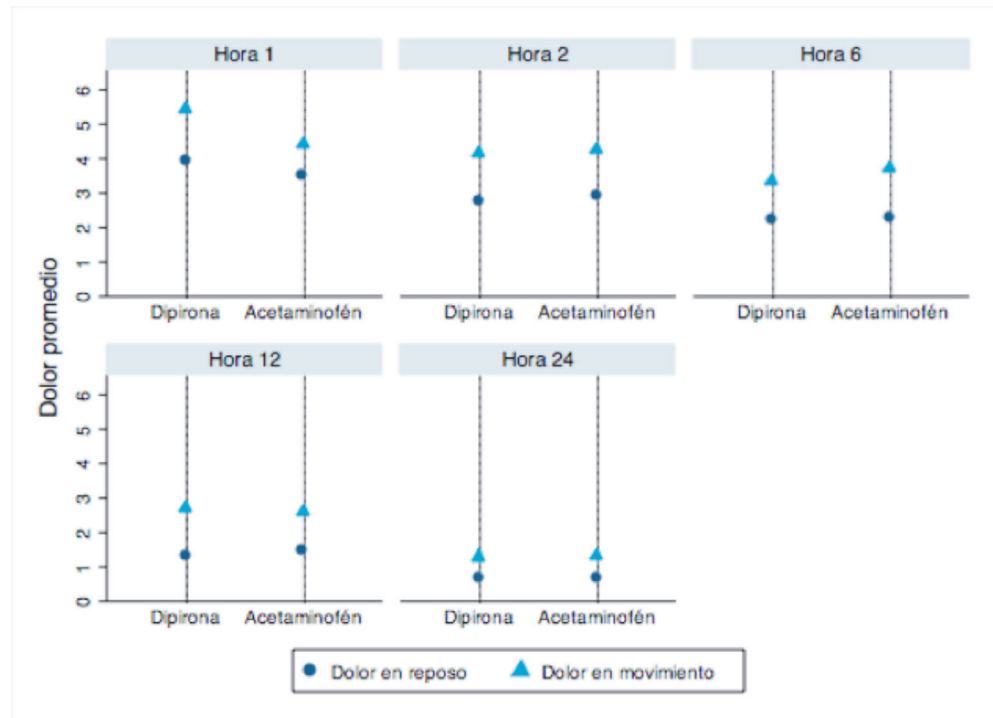 Hora 1
Hora 2
Hora 6
6
5
4
3
2
1
0
Dipirona
Acetaminofén
Dipirona
Acetaminofén
Dipirona
Acetaminofén
Dolor promedio
Hora 12
Hora 24
6
5
4
3
2
1
0
Dipirona
Acetaminofén
Dipirona
Acetaminofén
Dolor en reposo
Dolor en movimiento